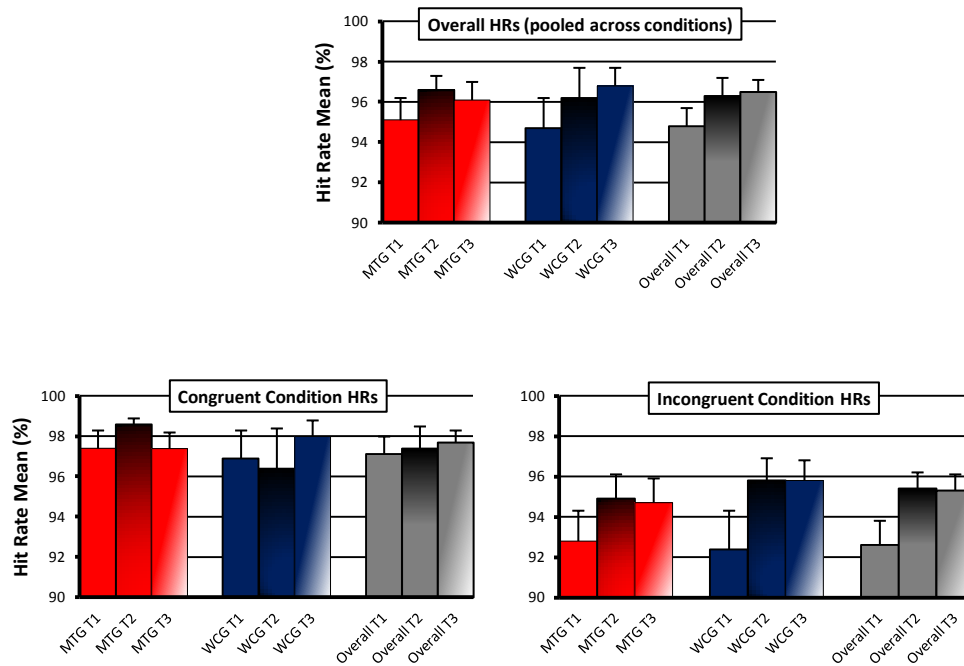 Overall HRs (pooled across conditions)
Hit Rate Mean (%)
100
98
96
94
92
90
MTG T1
MTG T2
MTG T3
WCG T1
WCG T2
WCG T3
Overall T1
Overall T2
Overall T3
Congruent Condition HRs
Hit Rate Mean (%)
100
98
96
94
92
90
MTG T1
MTG T2
MTG T3
WCG T1
WCG T2
WCG T3
Overall T1
Overall T2
Overall T3
Incongruent Condition HRs
100
98
96
94
92
90
MTG T1
MTG T2
MTG T3
WCG T1
WCG T2
WCG T3
Overall T1
Overall T2
Overall T3